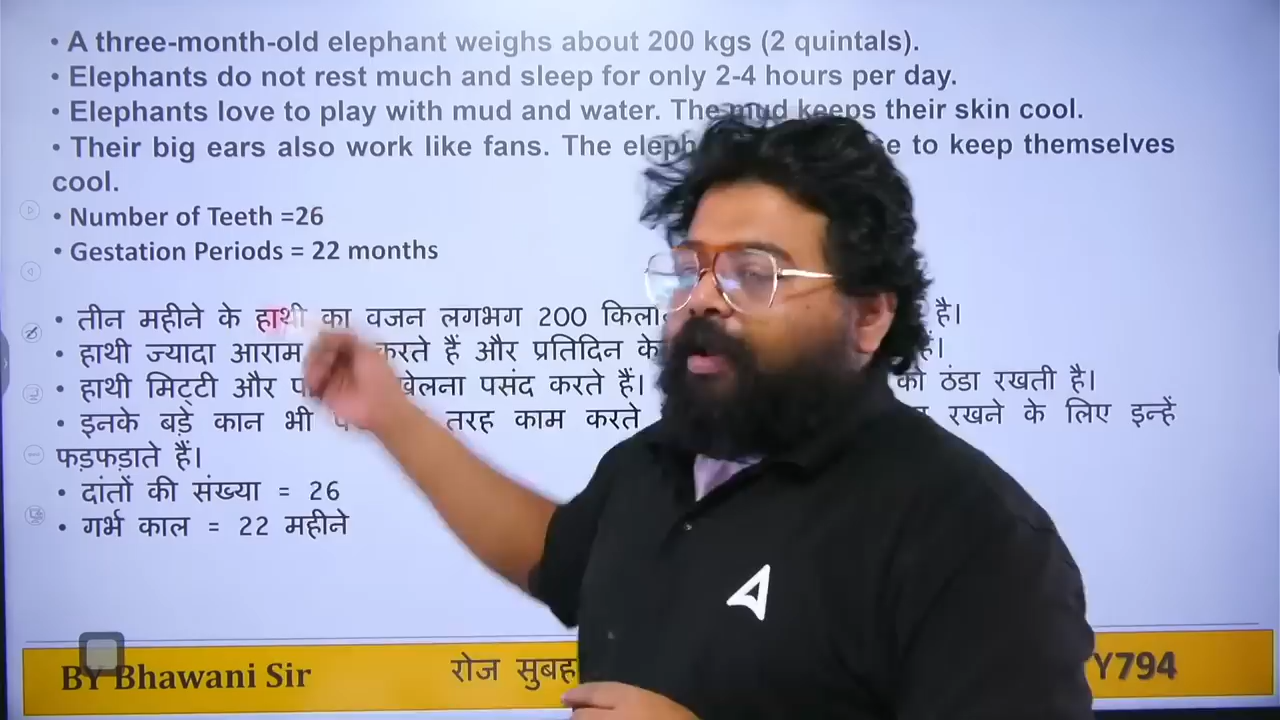 • A three-month-old elephant weighs about 200 kgs (2 quintals).
• Elephants do not rest much and sleep for only 2-4 hours per day.
• Elephants love to play with mud and water. The mud keeps their skin cool.
• Their big ears also work like fans. The to keep themselves
cool.
• Number of Teeth =26
• Gestation Periods = 22 months
• तीन महीने के हाथी का वजन लगभग 200 है।
• हाथी ज्यादा आराम करते हैं और प्रतिदिन
• हाथी मिट्टी और खेलना पसंद करते हैं। को ठंडा रखती है।
• इनके बड़े कान भी तरह काम करते रखने के लिए इन्हें
फड़फड़ाते हैं।
• दांतों की संख्या = 26
• गर्भ काल = 22 महीने
BY Bhawani Sir रोज सुबह Y794